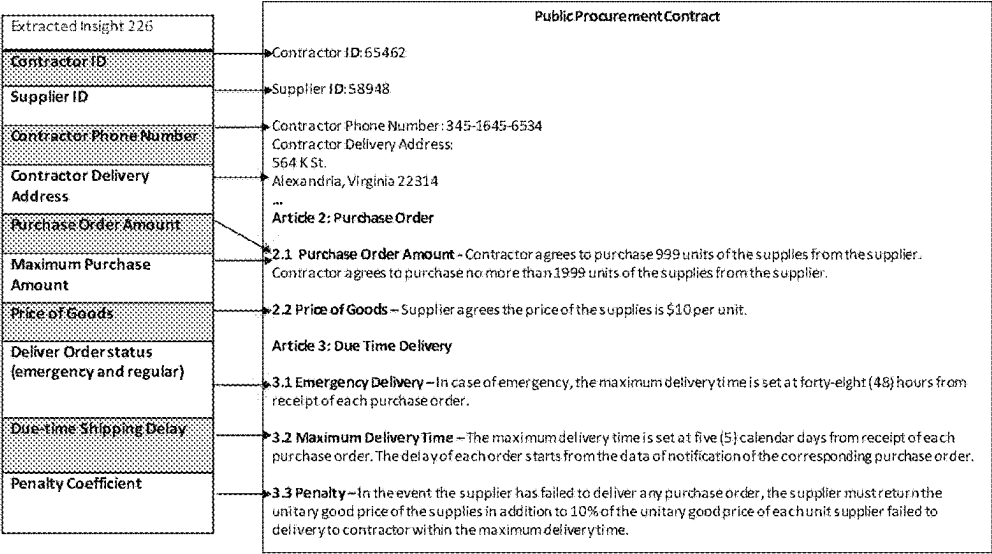 Extracted Insight 226
Contractor ID
Supplier ID
Contractor Phone Number
Contractor Delivery
Address
Purchase Order Amount
Maximum Purchase
Amount
Price of Goods
Deliver Order status
(emergency and regular)
Due-time Shipping Delay
Penalty Coefficient
Public Procurement Contract
Contractor ID: 65462
Supplier ID: 58948
Contractor Phone Number: 345-1645-6534
Contractor Delivery Address:
564 K St.
Alexandria, Virginia 22314
...
Article 2: Purchase Order
2.1 Purchase Order Amount - Contractor agrees to purchase 999 units of the supplies from the supplier.
Contractor agrees to purchase no more than 1999 units of the supplies from the supplier.
2.2 Price of Goods – Supplier agrees the price of the supplies is $10 per unit.
Article 3: Due Time Delivery
3.1 Emergency Delivery – In case of emergency, the maximum delivery time is set at forty-eight (48) hours from
receipt of each purchase order.
3.2 Maximum Delivery Time – The maximum delivery time is set at five (5) calendar days from receipt of each
purchase order. The delay of each order starts from the data of notification of the corresponding purchase order.
3.3 Penalty – In the event the supplier has failed to deliver any purchase order, the supplier must return the
unitary good price of the supplies in addition to 10% of the unitary good price of each unit supplier failed to
delivery to contractor within the maximum delivery time.